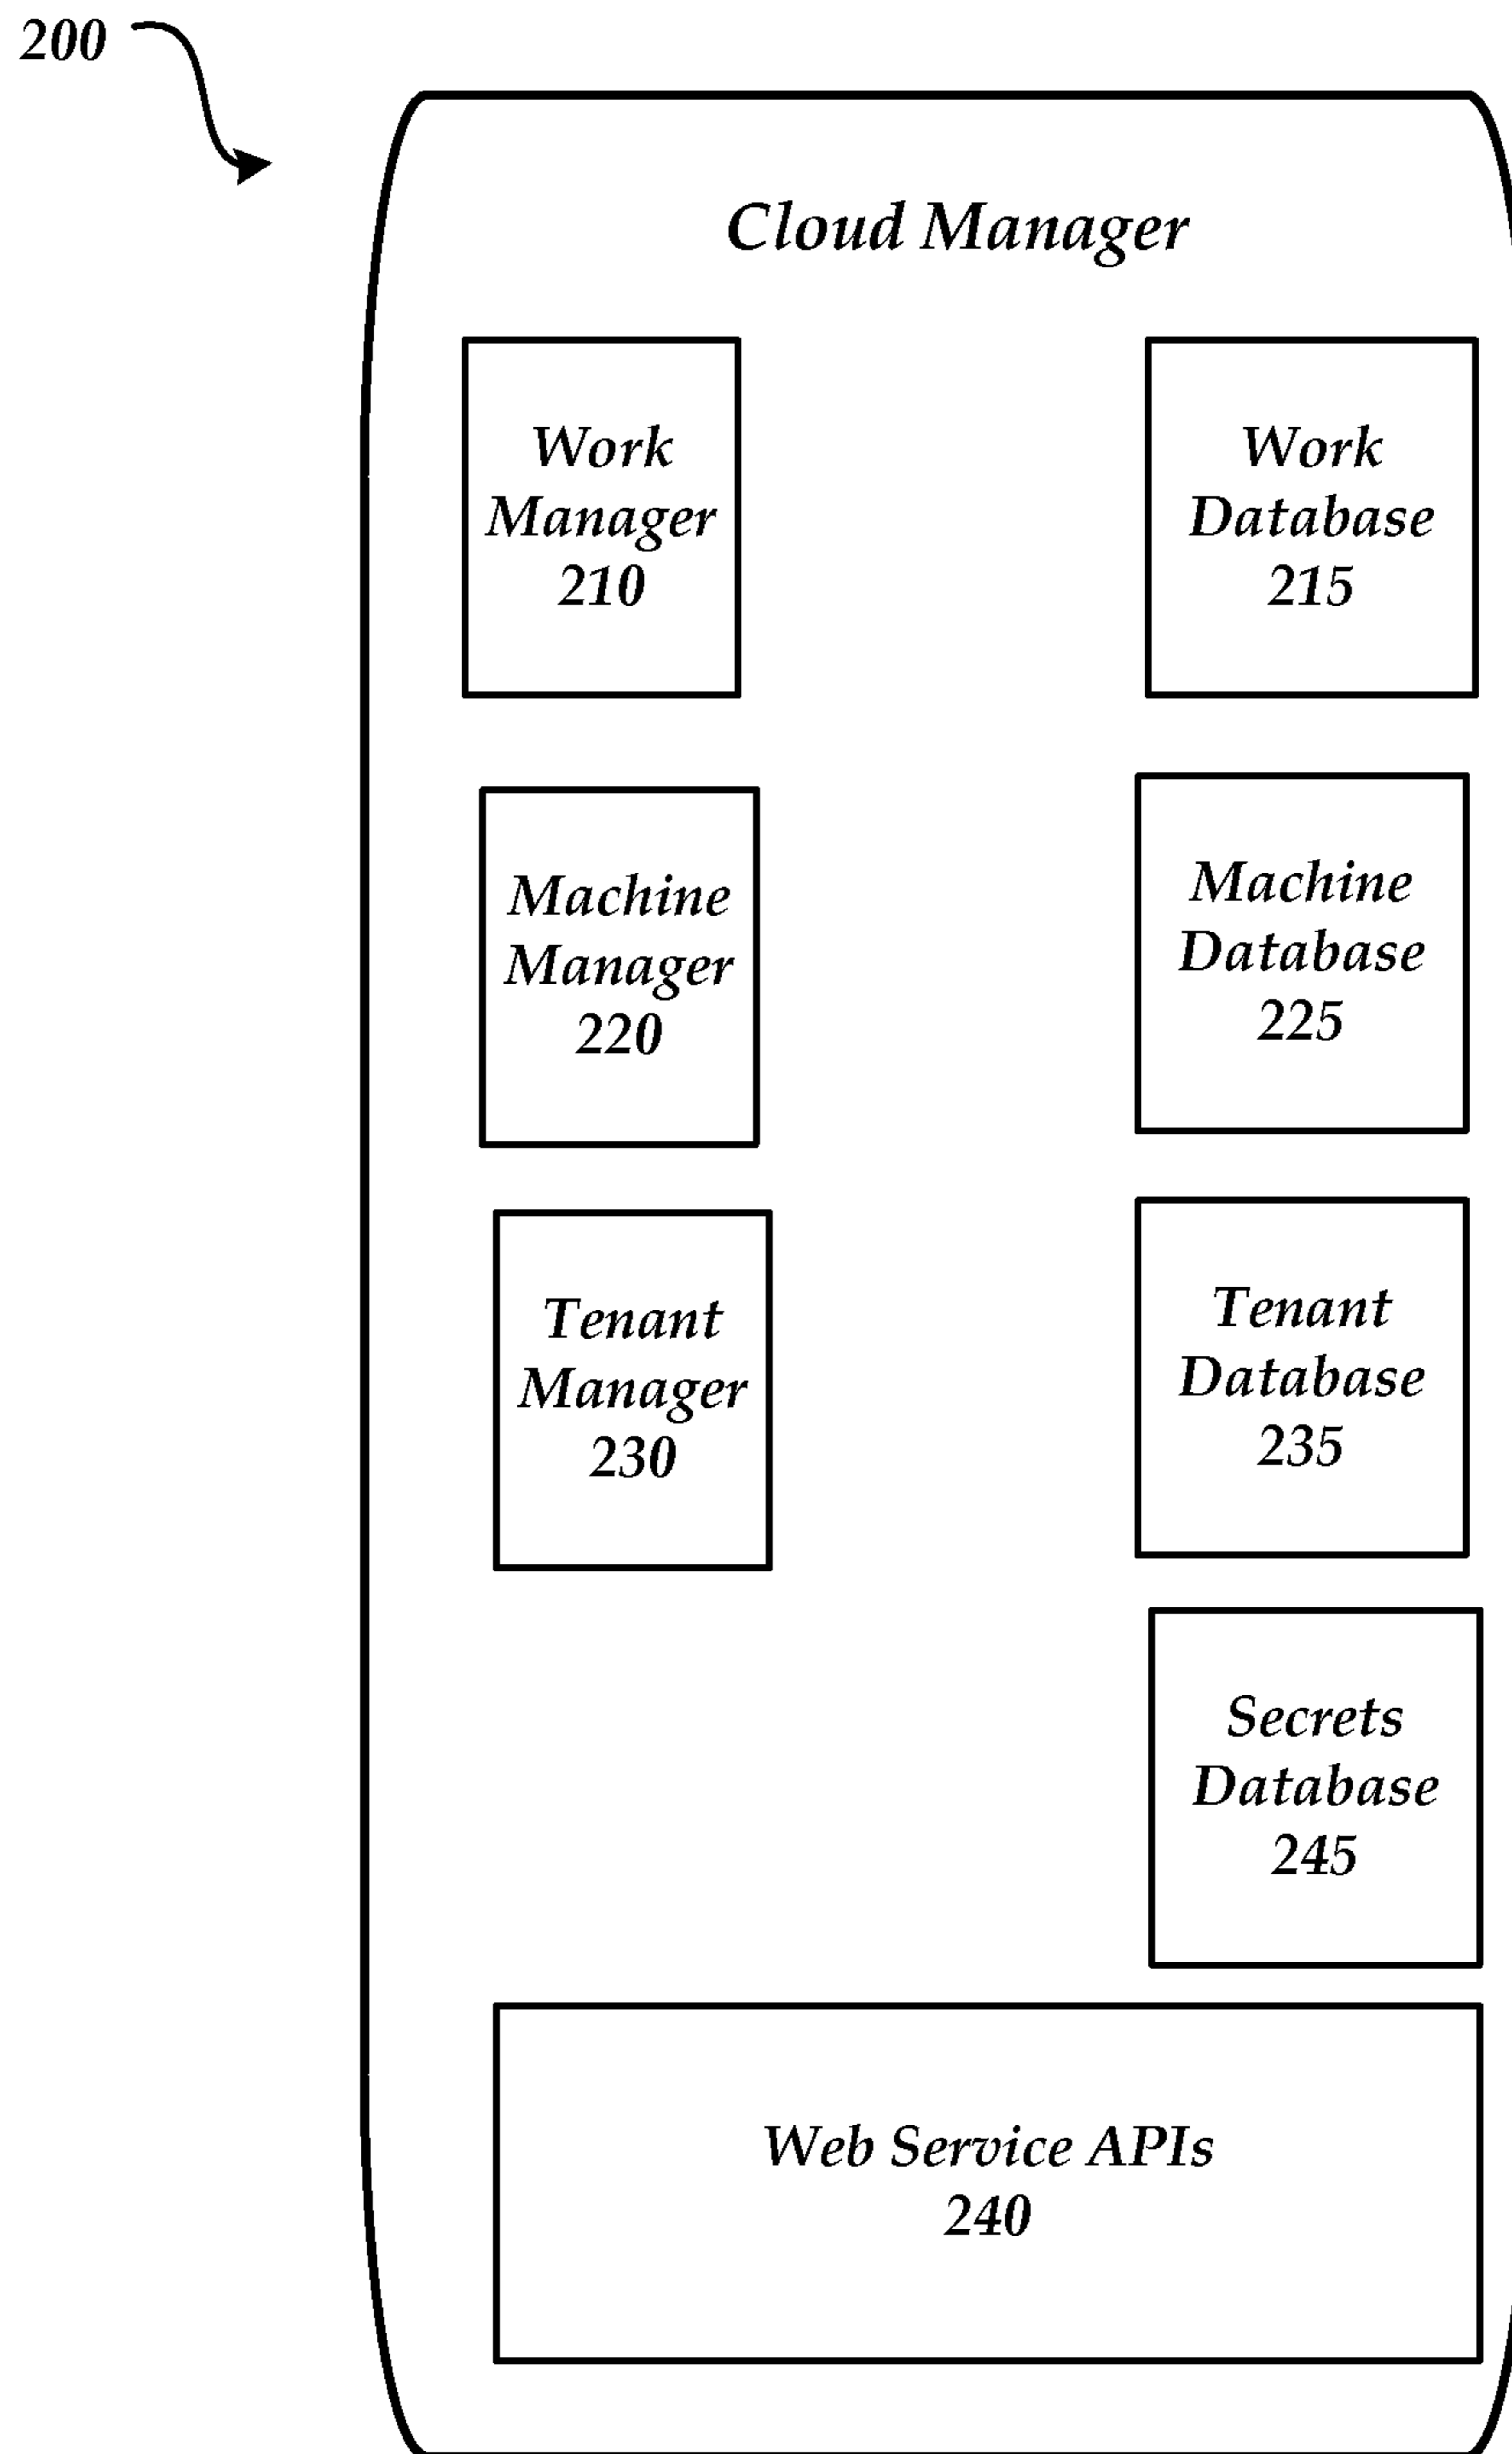 200
Cloud Manager
Work
Manager
210
Work
Database
215
Machine
Manager
220
Machine
Database
225
Tenant
Manager
230
Tenant
Database
235
Secrets
Database
245
Web Service APIs
240